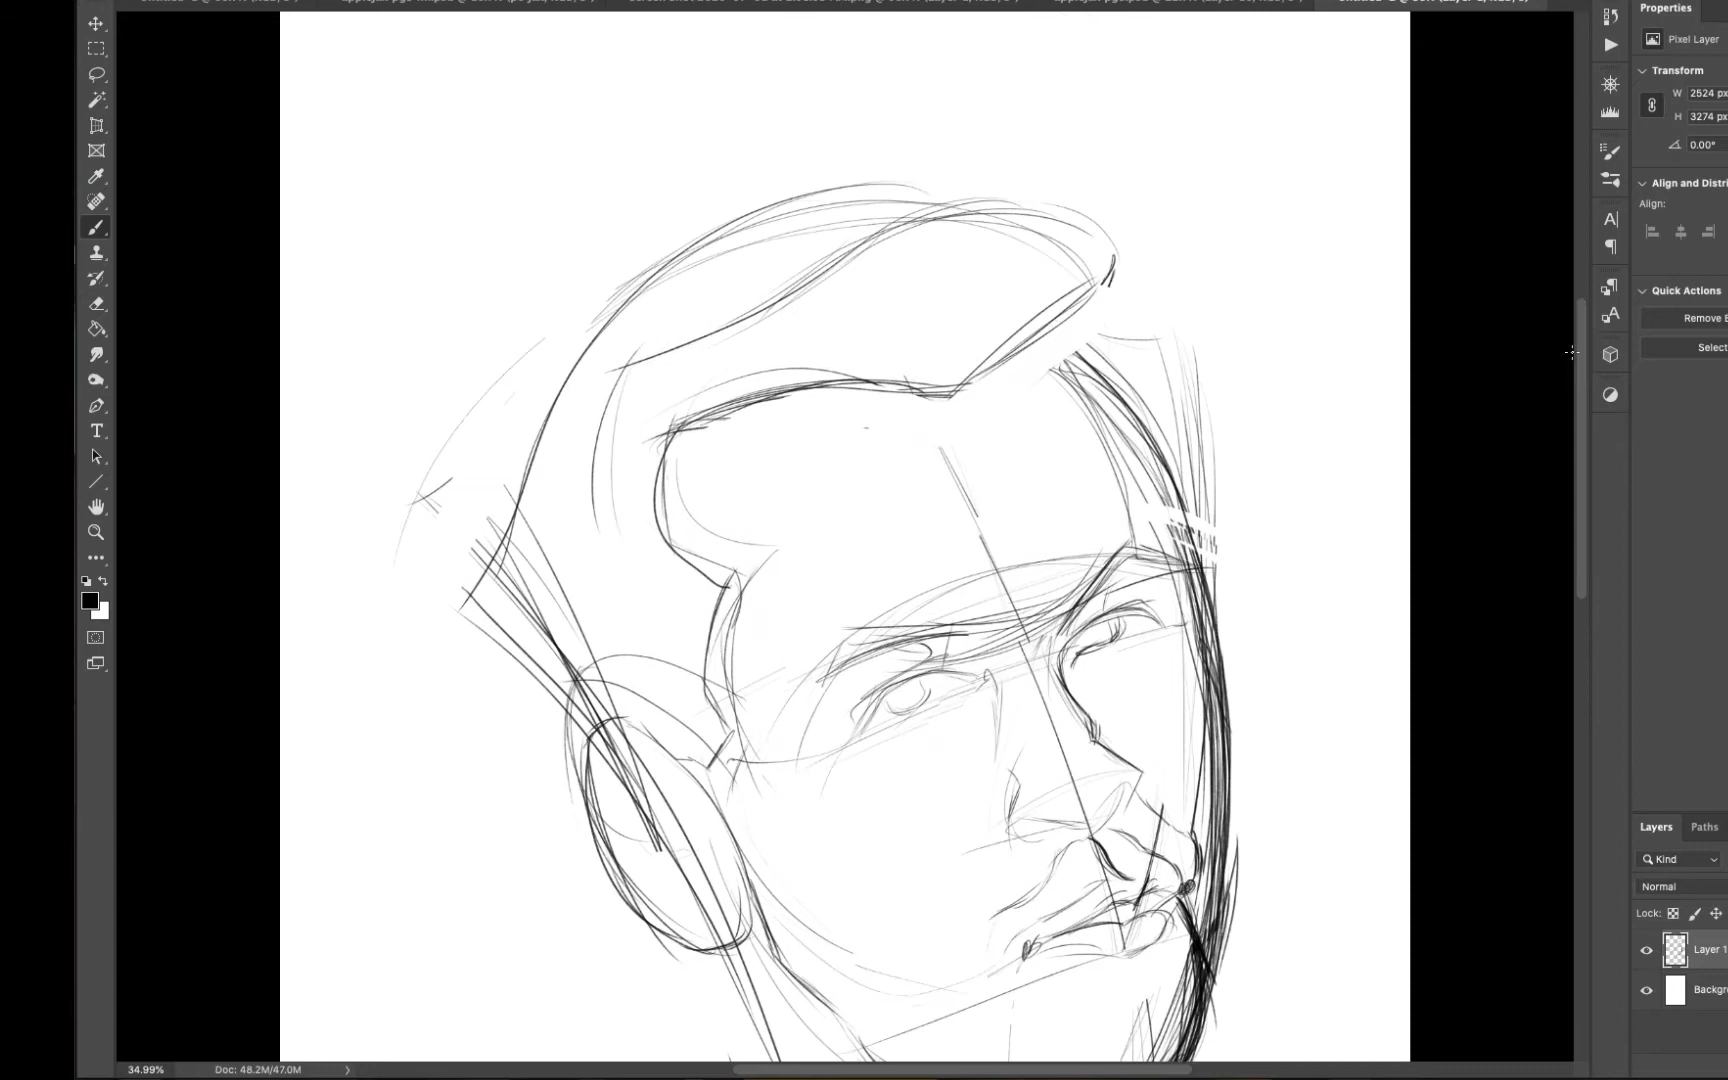 Properties
Pixel Layer
Transform
W 2524 px
H 3274 px
0.00°
Align and Distri
Align:
Quick Actions
Remove B
Select
Layers Paths
Kind
Normal
Lock:
Layer 1
Backgr
34.99% Doc: 48.2M/47.0M